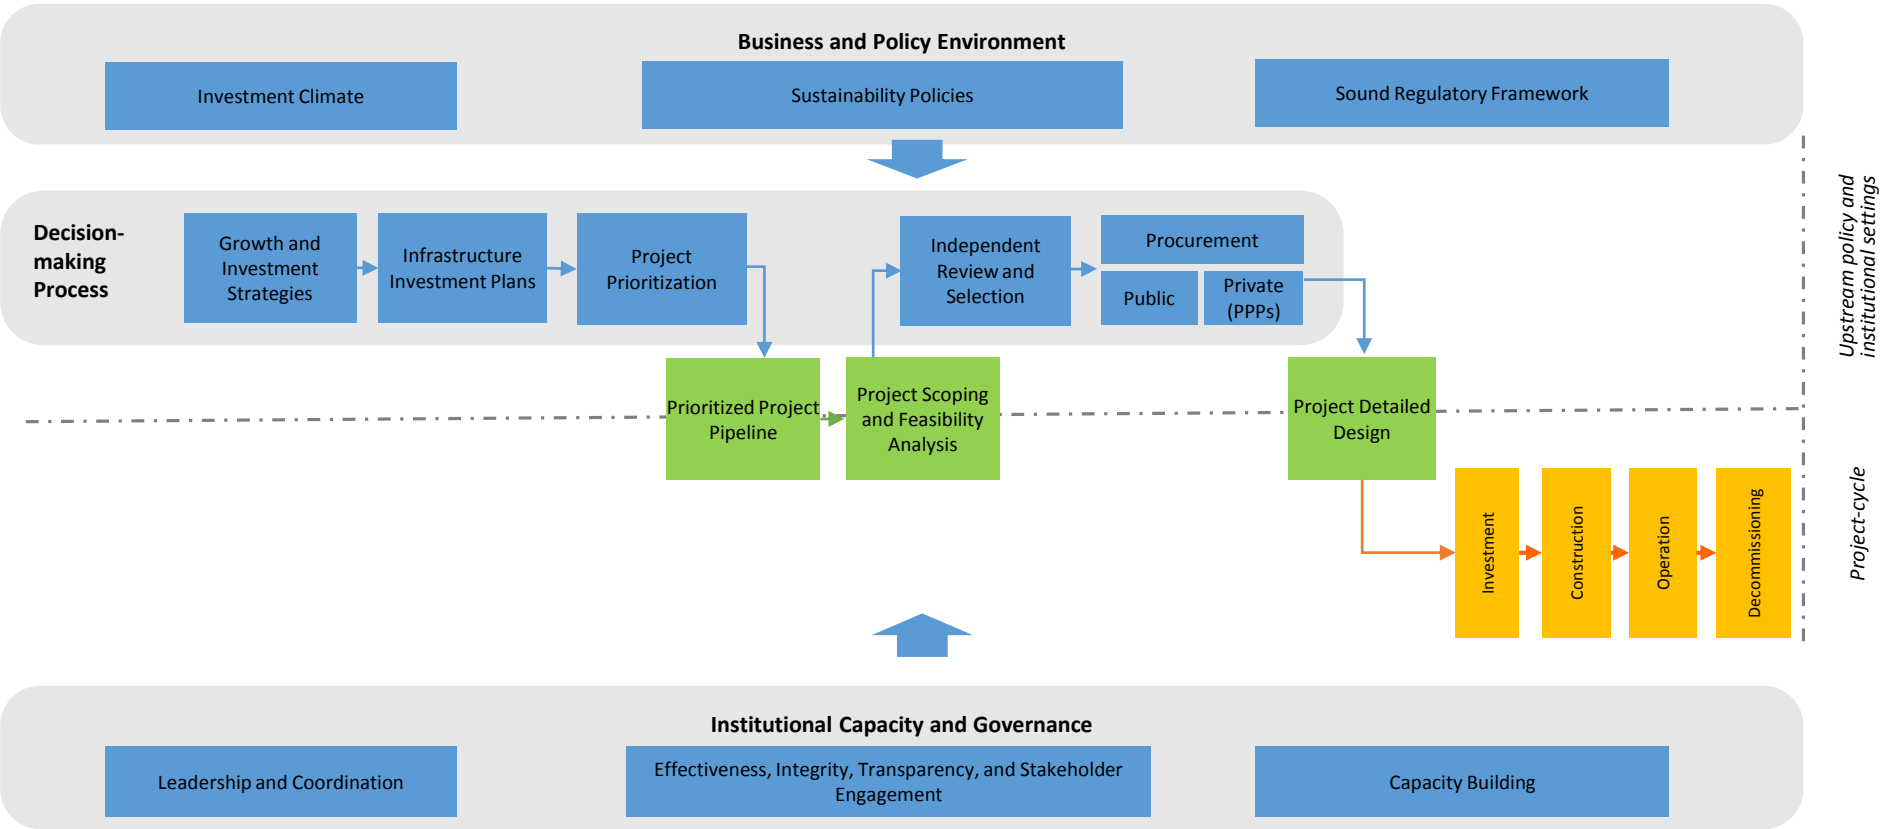 Business and Policy Environment
Investment Climate
Sustainability Policies
Sound Regulatory Framework
Decision-
making
Process
Growth and
Investment
Strategies
Infrastructure
Investment Plans
Project
Prioritization
Independent
Review and
Selection
Procurement
Public
Private
(PPPs)
Upstream policy and
institutional settings
Prioritized Project
Pipeline
Project Scoping
and Feasibility
Analysis
Project Detailed
Design
Investment
Construction
Operation
Decommissioning
Project-cycle
Institutional Capacity and Governance
Leadership and Coordination
Effectiveness, Integrity, Transparency, and Stakeholder
Engagement
Capacity Building